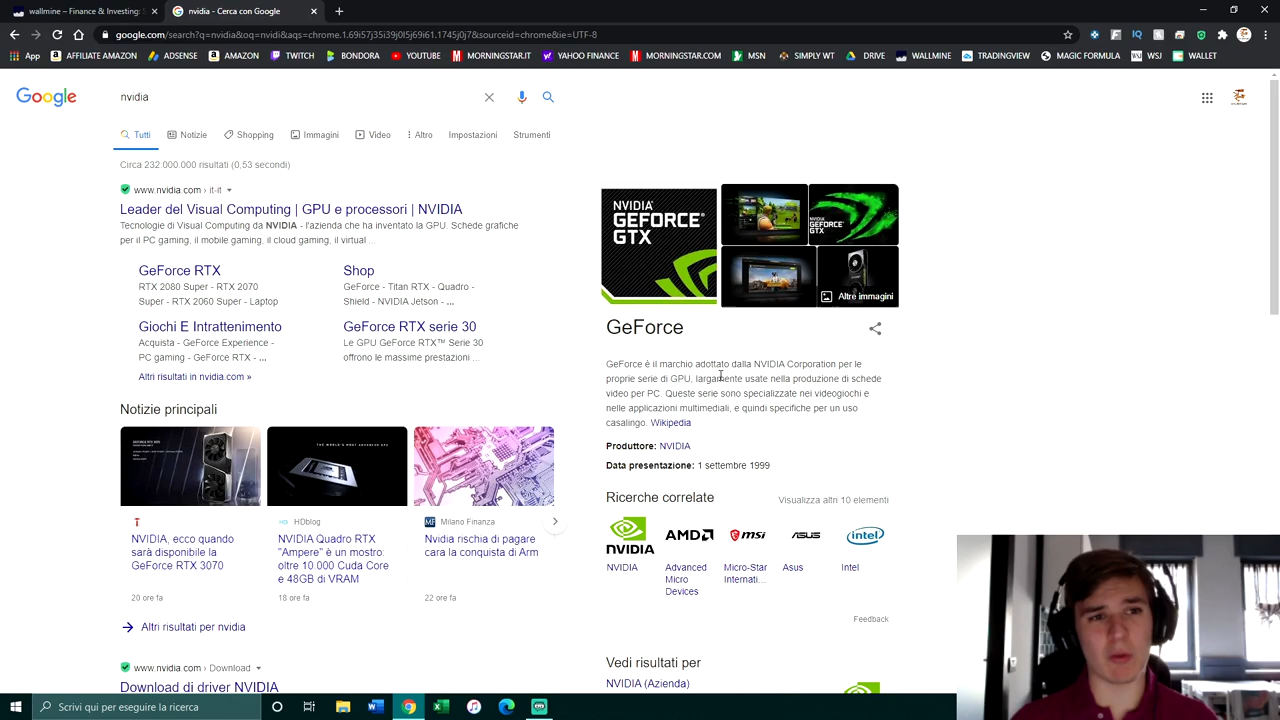 wallmine - Finance & Investing S
nvidia - Cerca con Google
google.com/search?q=nvidia&oq=nvidi&aqs=chrome.1.69i57j35i39j0l5j69i61.1745j0j7&sourceid=chrome&ie=UTF-8
App AFFILIATE AMAZON ADSENSE AMAZON TWITCH BONDORA YOUTUBE MORNINGSTAR.IT YAHOO FINANCE MORNINGSTAR.COM MSN SIMPLY WT DRIVE WALLMINE TRADINGVIEW MAGIC FORMULA WSJ WALLET
Google
nvidia
Tutti Notizie Shopping Immagini Video Altro Impostazioni Strumenti
Circa 232.000.000 risultati (0,53 secondi)
www.nvidia.com › it-it
Leader del Visual Computing | GPU e processori | NVIDIA
Tecnologie di Visual Computing da NVIDIA - l'azienda che ha inventato la GPU. Schede grafiche
per il PC gaming, il mobile gaming, il cloud gaming, il virtual ...
GeForce RTX
RTX 2080 Super - RTX 2070
Super - RTX 2060 Super - Laptop
Shop
GeForce - Titan RTX - Quadro -
Shield - NVIDIA Jetson - ...
Giochi E Intrattenimento
Acquista - GeForce Experience -
PC gaming - GeForce RTX - ...
GeForce RTX serie 30
Le GPU GeForce RTX™ Serie 30
offrono le massime prestazioni ...
Altri risultati in nvidia.com »
Notizie principali
THE WORLD'S MOST ADVANCED GPU
NVIDIA, ecco quando
sarà disponibile la
GeForce RTX 3070
20 ore fa
HDblog
NVIDIA Quadro RTX
"Ampere" è un mostro:
oltre 10 000 Cuda Core
e 48GB di VRAM
18 ore fa
MF Milano Finanza
Nvidia rischia di pagare
cara la conquista di Arm
22 ore fa
Altri risultati per nvidia
www.nvidia.com › Download
Download di driver NVIDIA
NVIDIA
GEFORCE
GTX
Altre immagini
GeForce
GeForce è il marchio adottato dalla NVIDIA Corporation per le
proprie serie di GPU, largamente usate nella produzione di schede
video per PC. Queste serie sono specializzate nei videogiochi e
nelle applicazioni multimediali, e quindi specifiche per un uso
casalingo. Wikipedia
Produttore: NVIDIA
Data presentazione: 1 settembre 1999
Ricerche correlate
Visualizza altri 10 elementi
NVIDIA AMD msi ASUS intel
NVIDIA
Advanced
Micro
Devices
Micro-Star
Internati...
Asus
Intel
Feedback
Vedi risultati per
NVIDIA (Azienda)
Scrivi qui per eseguire la ricerca